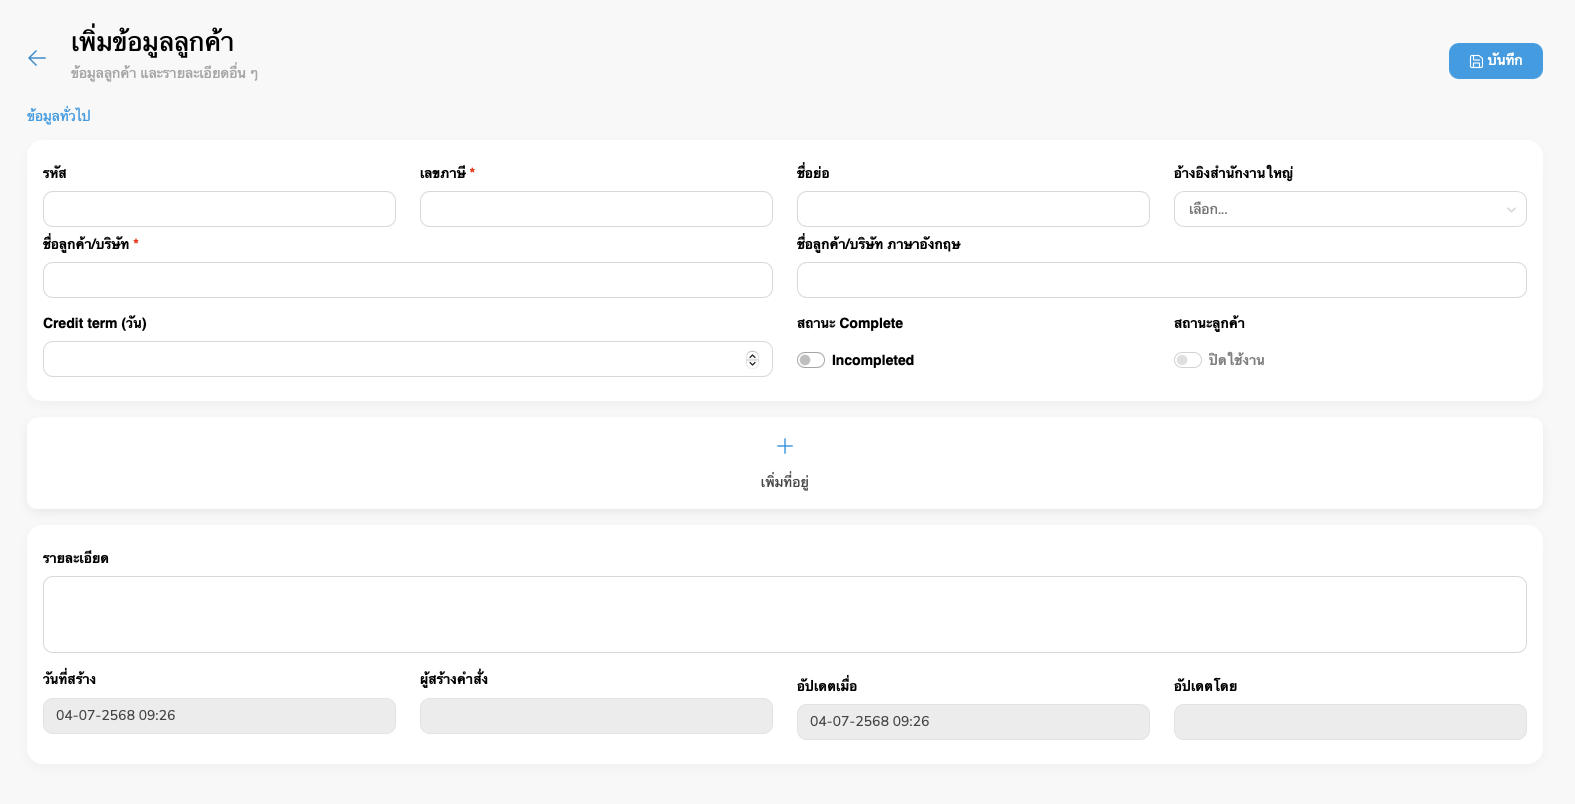 เพิ่มข้อมูลลูกค้า
ข้อมูลลูกค้า และรายละเอียดอื่น ๆ
บันทึก
ข้อมูลทั่วไป
รหัส
เลขภาษี *
ชื่อย่อ
อ้างอิงสำนักงานใหญ่
เลือก...
ชื่อลูกค้า/บริษัท *
ชื่อลูกค้า/บริษัท ภาษาอังกฤษ
Credit term (วัน)
สถานะ Complete
สถานะลูกค้า
Incompleted
ปิดใช้งาน
เพิ่มที่อยู่
รายละเอียด
วันที่สร้าง
ผู้สร้างคำสั่ง
อัปเดตเมื่อ
อัปเดตโดย
04-07-2568 09:26
04-07-2568 09:26